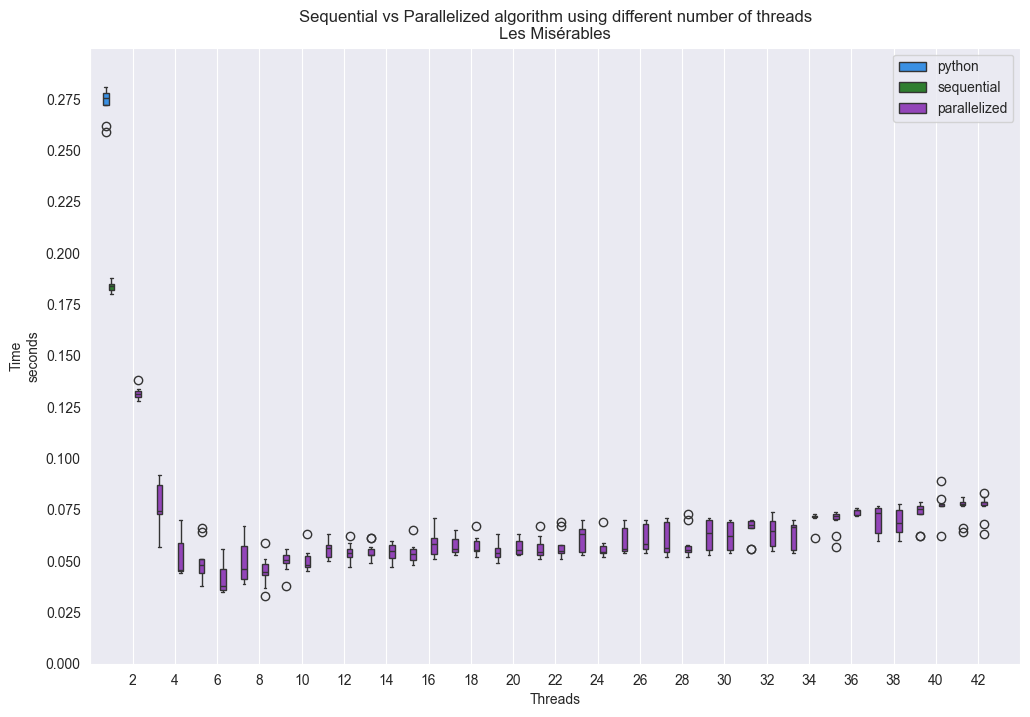 Sequential vs Parallelized algorithm using different number of threads
Les Misérables
python
sequential
parallelized
0.275
0.250
0.225
0.200
0.175
0.150
0.125
0.100
0.075
0.050
0.025
0.000
Time
seconds
2 4 6 8 10 12 14 16 18 20 22 24 26 28 30 32 34 36 38 40 42
Threads